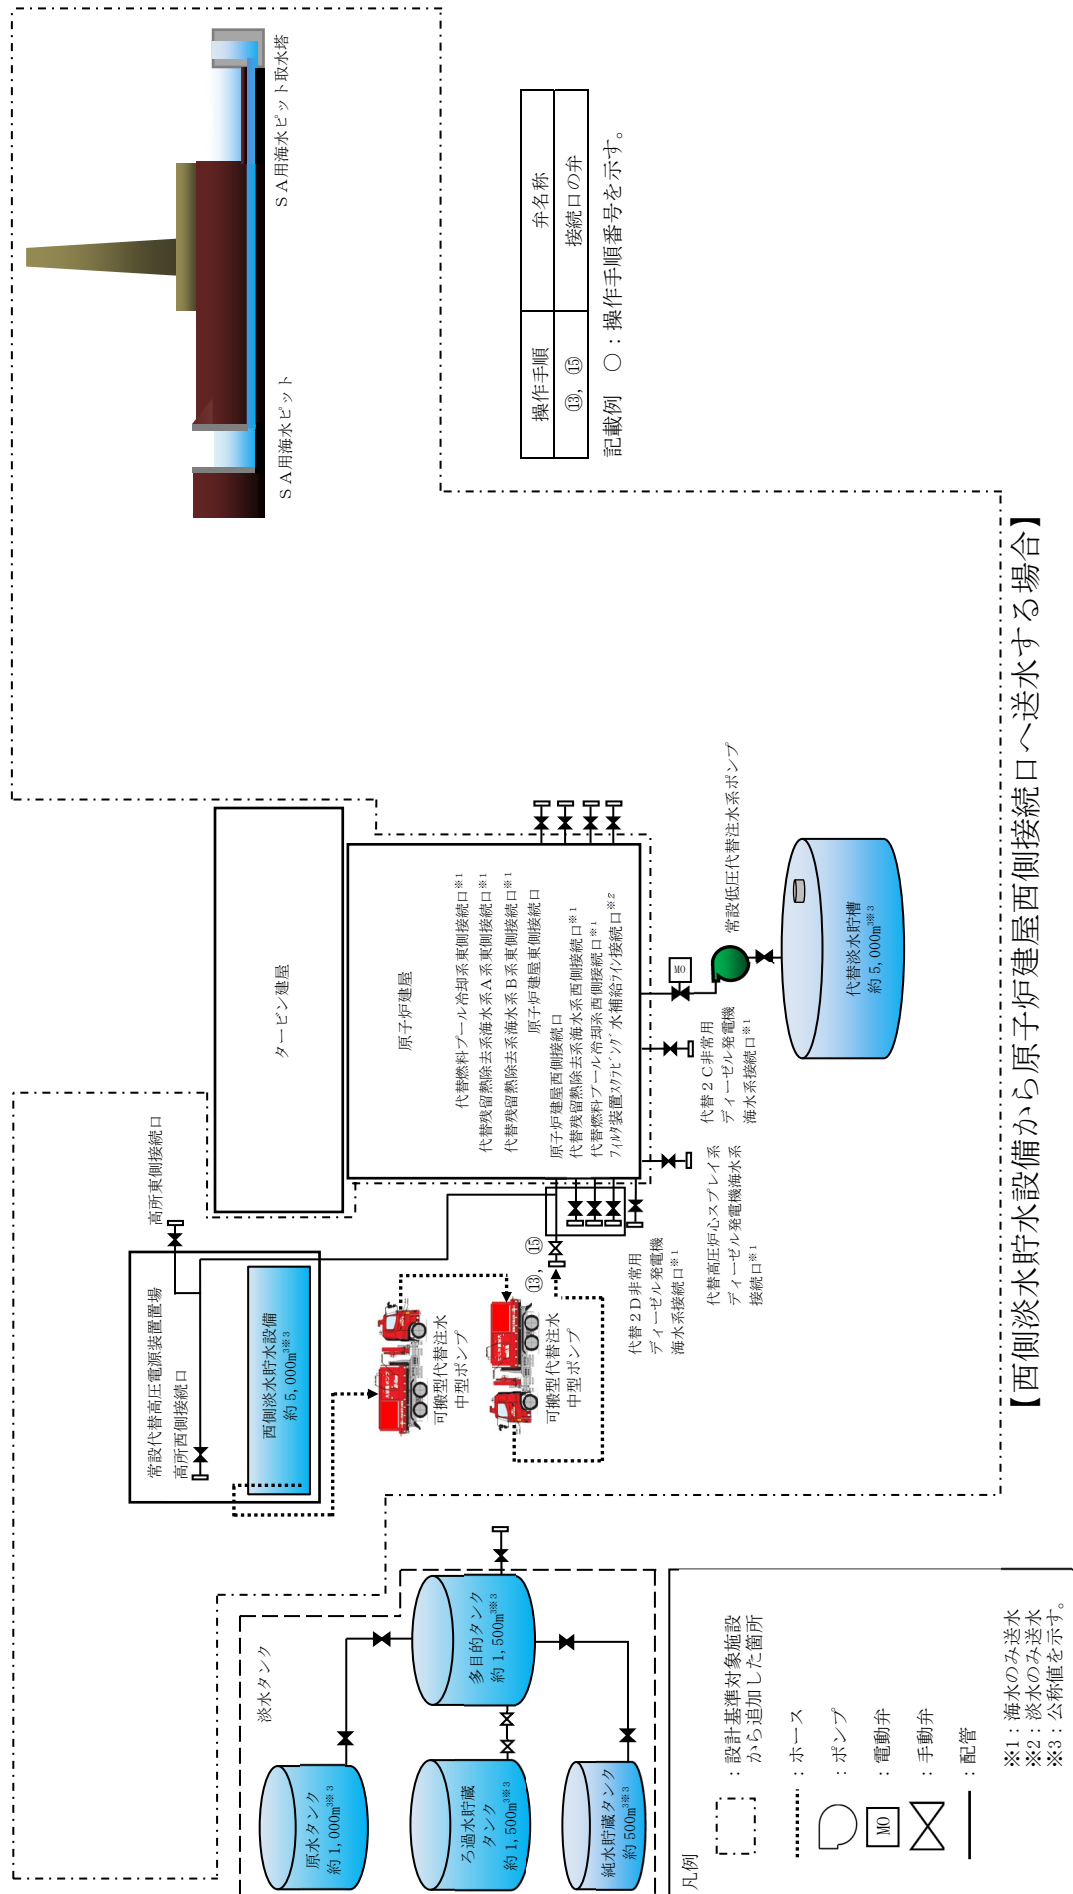 ＳＡ用海水ピット取水塔
ＳＡ用海水ピット
操作手順
弁名称
⑬，⑮
接続口の弁
記載例　○：操作手順番号を示す。
タービン建屋
原子炉建屋
代替燃料プール冷却系東側接続口※1
代替残留熱除去系海水系Ａ系東側接続口※1
代替残留熱除去系海水系Ｂ系東側接続口※1
原子炉建屋東側接続口
原子炉建屋西側接続口
代替残留熱除去系海水系西側接続口※1
代替燃料プール冷却系西側接続口※1
フィルタ装置スクラビング水補給ライン接続口※2
高所東側接続口
常設代替高圧電源装置置場
高所西側接続口
西側淡水貯水設備
約5,000m3※3
可搬型代替注水
中型ポンプ
可搬型代替注水
中型ポンプ
⑬，⑮
代替２Ｄ非常用
ディーゼル発電機
海水系接続口※1
代替高圧炉心スプレイ系
ディーゼル発電機海水系
接続口※1
代替２Ｃ非常用
ディーゼル発電機
海水系接続口※1
MO
常設低圧代替注水系ポンプ
代替淡水貯槽
約5,000m3※3
淡水タンク
原水タンク
約1,000m3※3
多目的タンク
約1,500m3※3
ろ過水貯蔵
タンク
約1,500m3※3
純水貯蔵タンク
約500m3※3
凡例
：設計基準対象施設
から追加した箇所
：ホース
：ポンプ
MO
：電動弁
：手動弁
：配管
※1：海水のみ送水
※2：淡水のみ送水
※3：公称値を示す。
【西側淡水貯水設備から原子炉建屋西側接続口へ送水する場合】